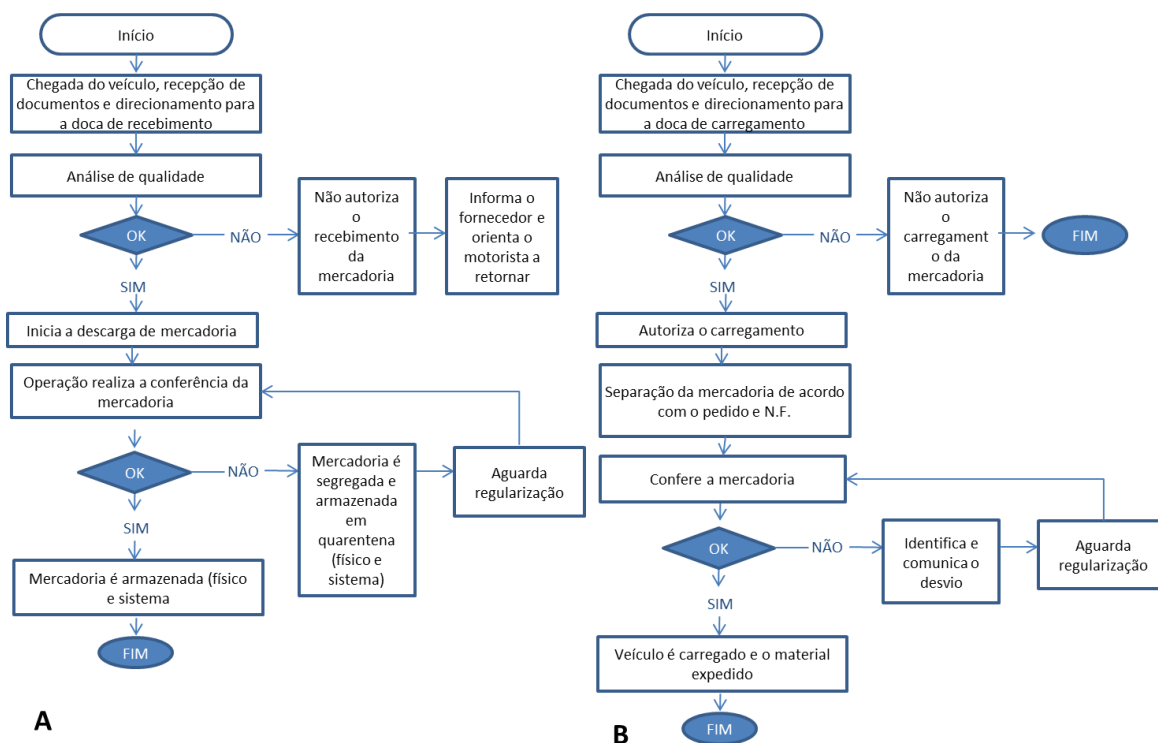 Início
Chegada do veículo, recepção de
documentos e direcionamento para
a doca de recebimento
Análise de qualidade
OK
NÃO
Não autoriza
o
recebimento
da
mercadoria
Informa o
fornecedor e
orienta o
motorista a
retornar
SIM
Inicia a descarga de mercadoria
Operação realiza a conferência da
mercadoria
OK
NÃO
Mercadoria é
segregada e
armazenada
em
quarentena
(físico e
sistema)
Aguarda
regularização
SIM
Mercadoria é armazenada (físico
e sistema
FIM
A
Início
Chegada do veículo, recepção de
documentos e direcionamento para
a doca de carregamento
Análise de qualidade
OK
NÃO
Não autoriza
o
carregament
o da
mercadoria
FIM
SIM
Autoriza o carregamento
Separação da mercadoria de acordo
com o pedido e N.F.
Confere a mercadoria
OK
NÃO
Identifica e
comunica o
desvio
Aguarda
regularização
SIM
Veículo é carregado e o material
expedido
FIM
B